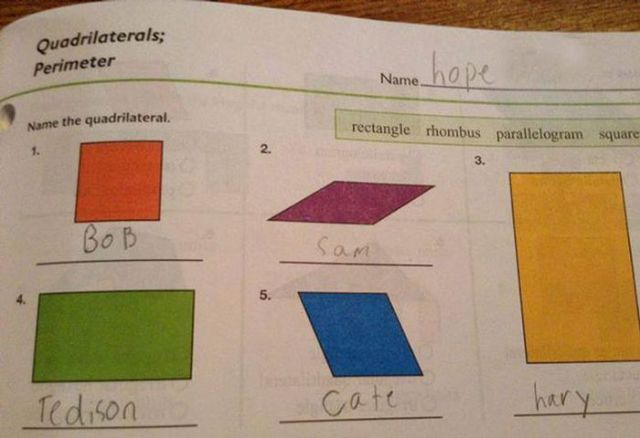 Quadrilaterals;
Perimeter
Name hope
Name the quadrilateral.
rectangle rhombus parallelogram square
1.
2.
3.
BOB
Sam
4.
5.
Tedison
Cate
hary